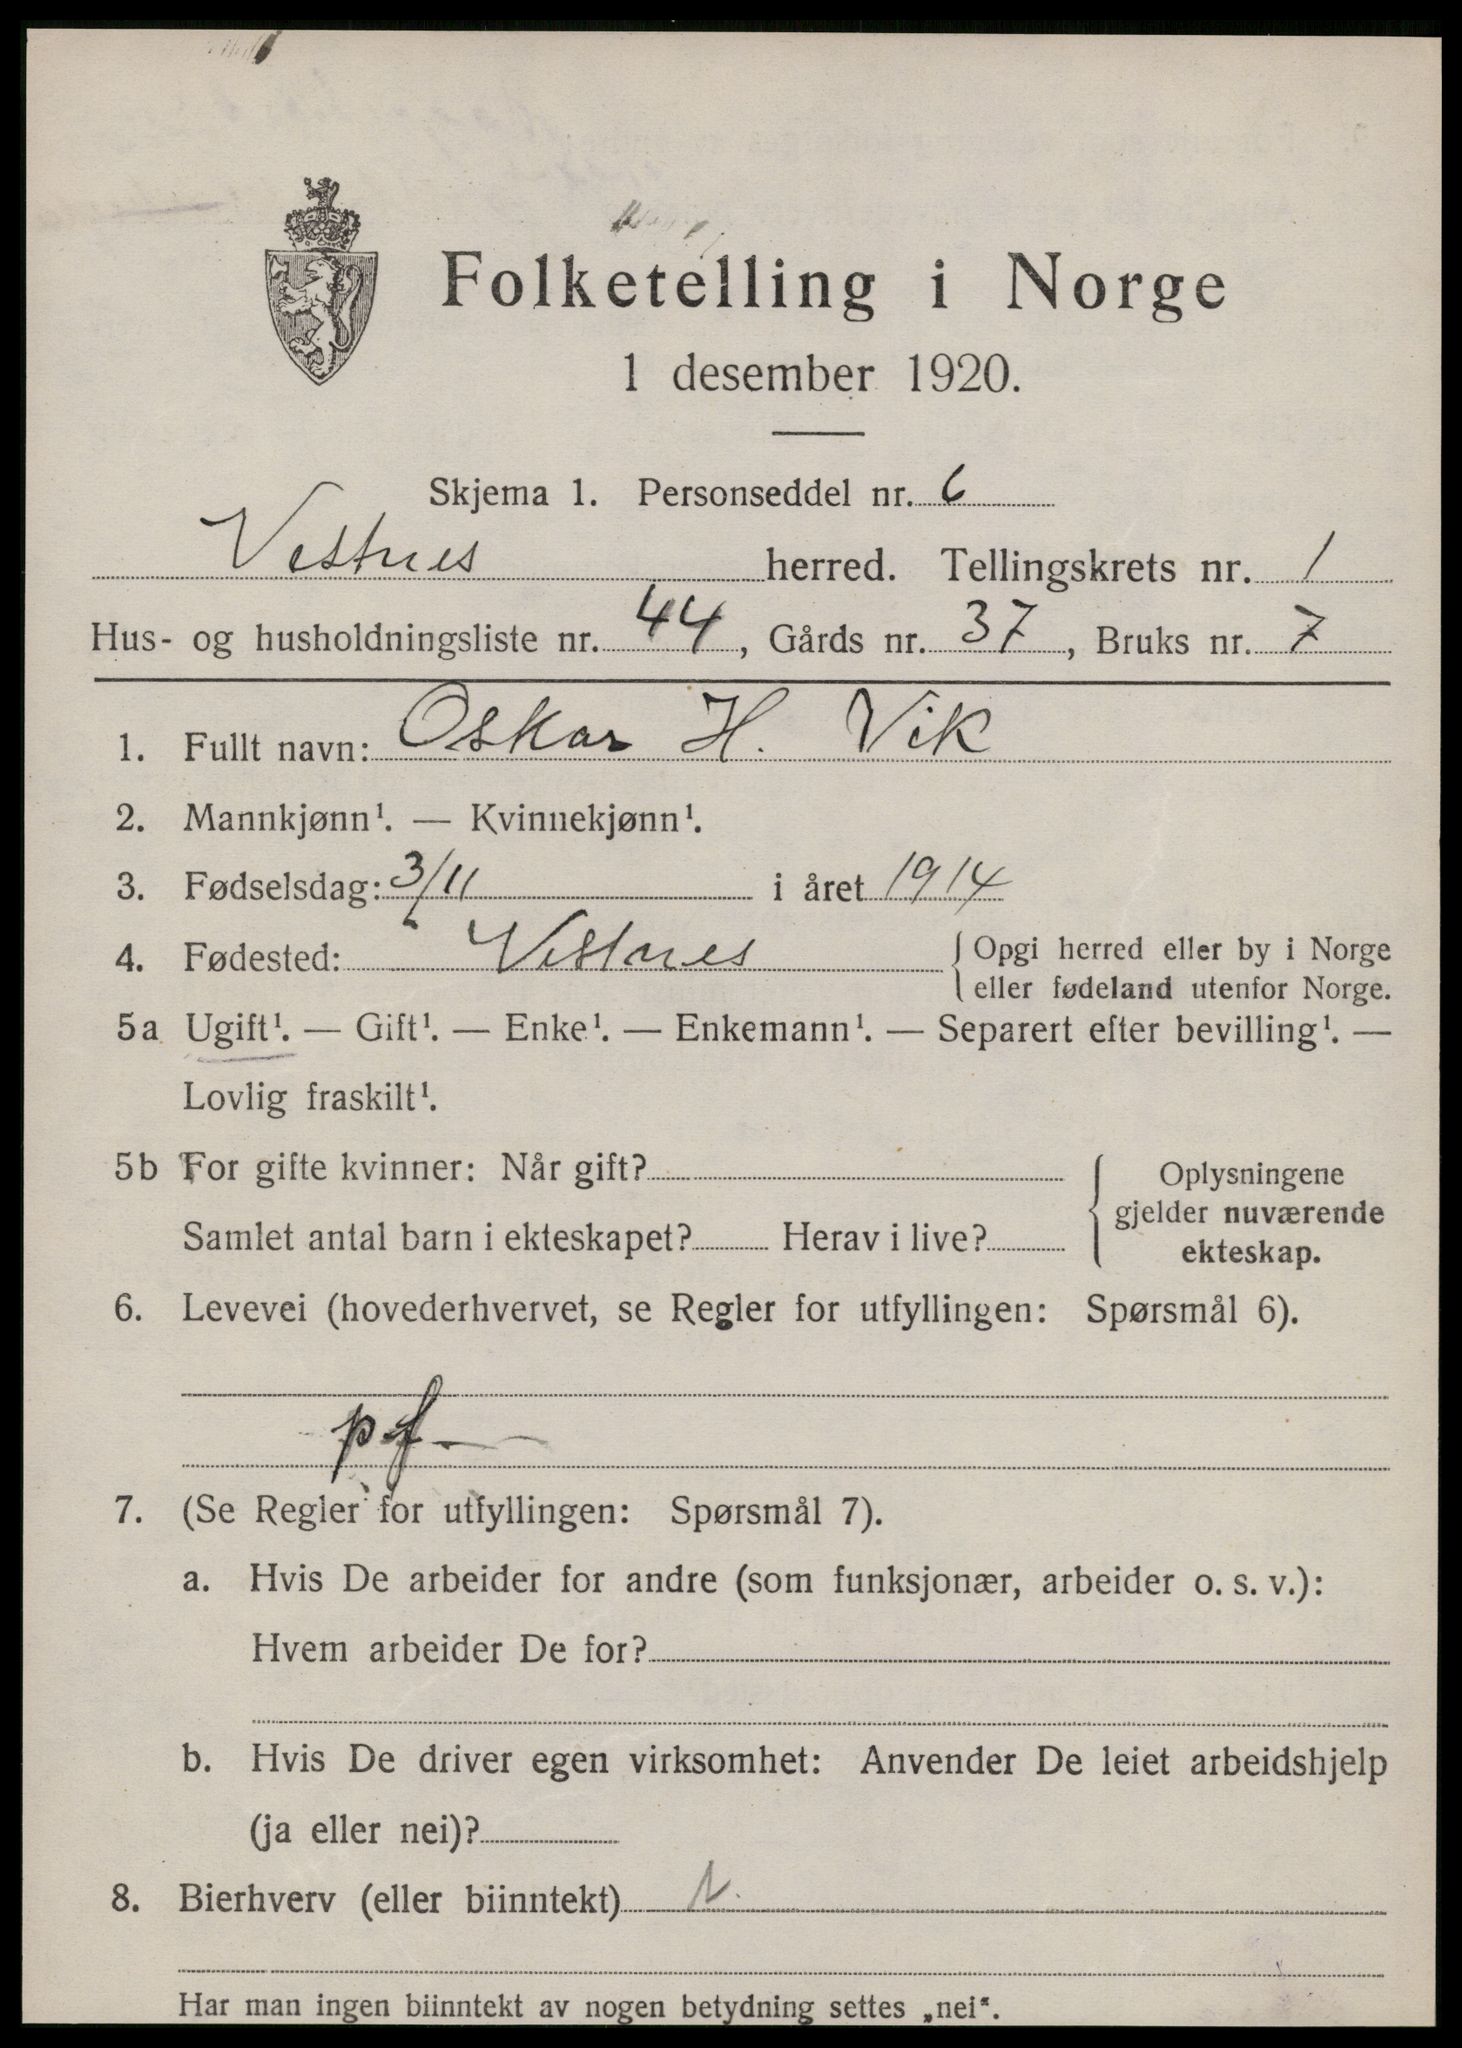 Folketelling i Norge
1 desember 1920.
Skjema 1. Personseddel nr. 6
Vestnes herred. Tellingskrets nr. 1
Hus- og husholdningsliste nr. 44, Gårds nr. 37, Bruks nr. 7
1. Fullt navn: Oskar H. Vik
2. Mannkjønn¹. — Kvinnekjønn¹.
3. Fødselsdag: 3/11 i året 1914
4. Fødested: Vestnes { Opgi herred eller by i Norge
eller fødeland utenfor Norge.
5a Ugift¹. — Gift¹. — Enke¹. — Enkemann¹. — Separert efter bevilling¹. —
Lovlig fraskilt¹.
5b For gifte kvinner: Når gift?
Samlet antal barn i ekteskapet? Herav i live?
Oplysningene
gjelder nuværende
ekteskap.
6. Levevei (hovederhvervet, se Regler for utfyllingen: Spørsmål 6).
pf
7. (Se Regler for utfyllingen: Spørsmål 7).
a. Hvis De arbeider for andre (som funksjonær, arbeider o. s. v.):
Hvem arbeider De for?
b. Hvis De driver egen virksomhet: Anvender De leiet arbeidshjelp
(ja eller nei)?
8. Bierhverv (eller biinntekt) N.
Har man ingen biinntekt av nogen betydning settes „nei“.